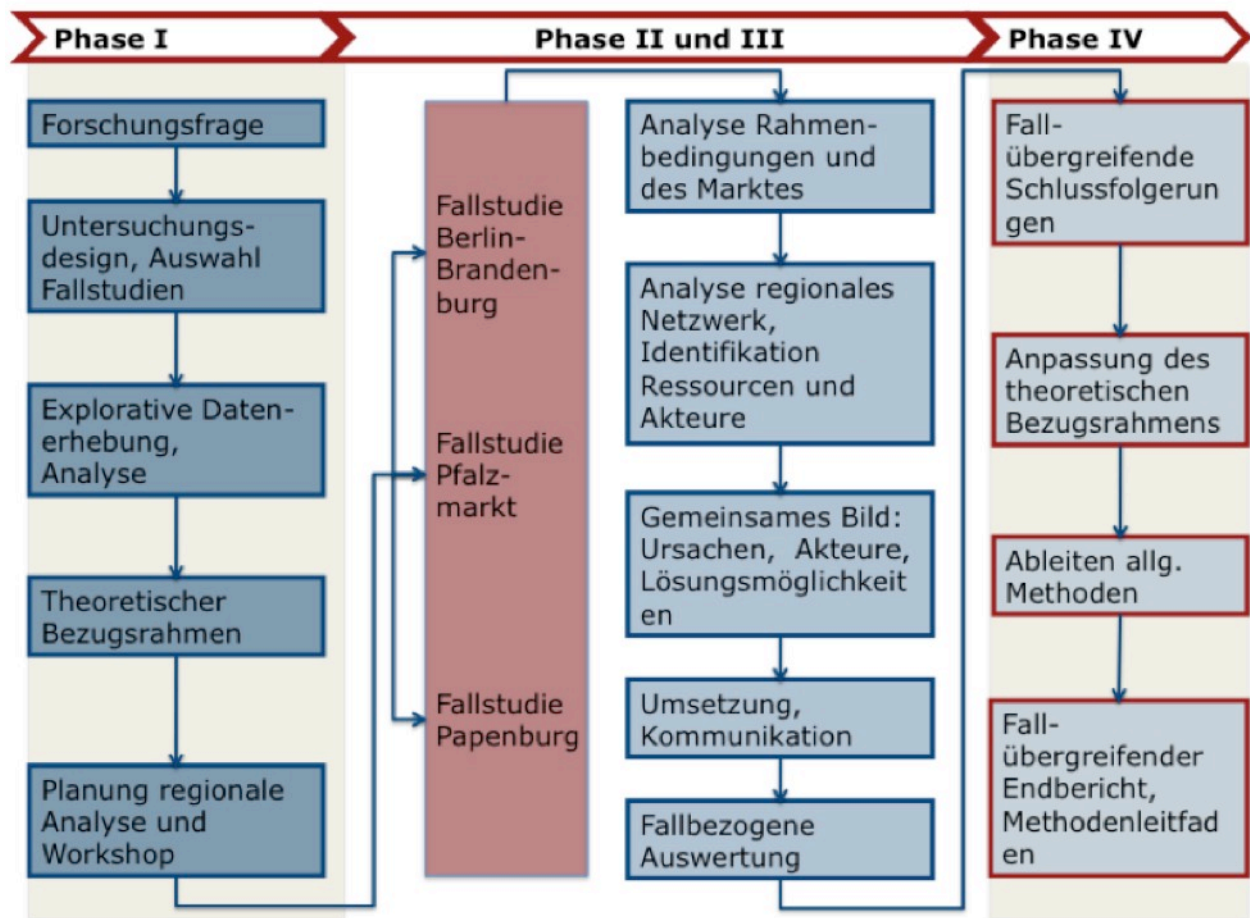 Phase I
Phase II und III
Phase IV
Forschungsfrage
Untersuchungs-
design, Auswahl
Fallstudien
Explorative Daten-
erhebung,
Analyse
Theoretischer
Bezugsrahmen
Planung regionale
Analyse und
Workshop
Fallstudie
Berlin-
Branden-
burg
Fallstudie
Pfalz-
markt
Fallstudie
Papenburg
Analyse Rahmen-
bedingungen und
des Marktes
Analyse regionales
Netzwerk,
Identifikation
Ressourcen und
Akteure
Gemeinsames Bild:
Ursachen, Akteure,
Lösungsmöglichkeit
en
Umsetzung,
Kommunikation
Fallbezogene
Auswertung
Fall-
übergreifende
Schlussfolgerun
gen
Anpassung des
theoretischen
Bezugsrahmens
Ableiten allg.
Methoden
Fall-
übergreifender
Endbericht,
Methodenleitfad
en